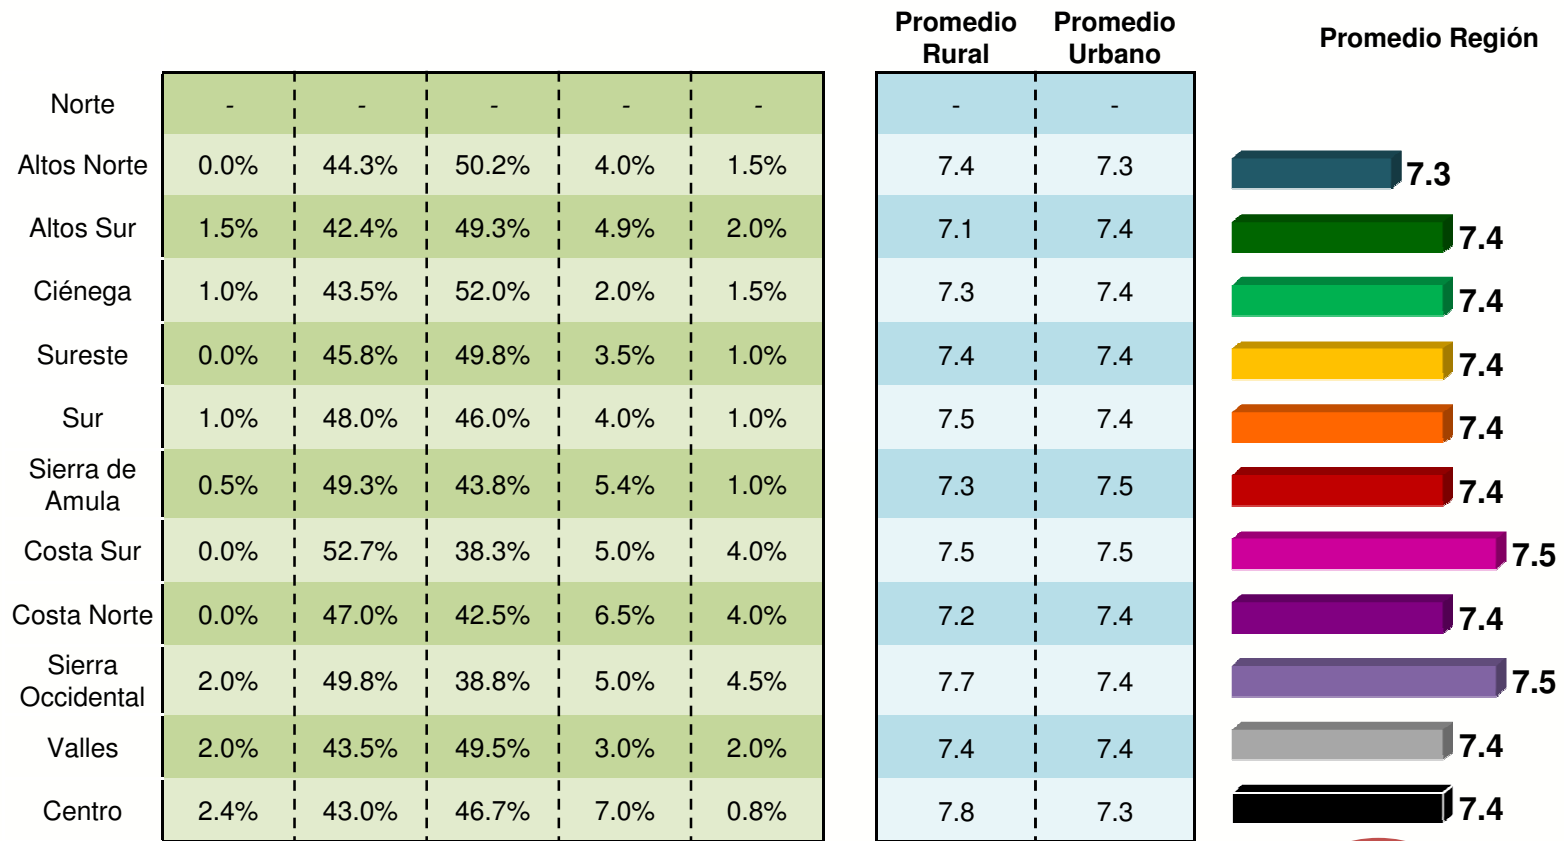 Promedio Rural Promedio Urbano Promedio Región
Norte - - - - - - -
Altos Norte 0.0% 44.3% 50.2% 4.0% 1.5% 7.4 7.3 7.3
Altos Sur 1.5% 42.4% 49.3% 4.9% 2.0% 7.1 7.4 7.4
Ciénega 1.0% 43.5% 52.0% 2.0% 1.5% 7.3 7.4 7.4
Sureste 0.0% 45.8% 49.8% 3.5% 1.0% 7.4 7.4 7.4
Sur 1.0% 48.0% 46.0% 4.0% 1.0% 7.5 7.4 7.4
Sierra de Amula 0.5% 49.3% 43.8% 5.4% 1.0% 7.3 7.5 7.4
Costa Sur 0.0% 52.7% 38.3% 5.0% 4.0% 7.5 7.5 7.5
Costa Norte 0.0% 47.0% 42.5% 6.5% 4.0% 7.2 7.4 7.4
Sierra Occidental 2.0% 49.8% 38.8% 5.0% 4.5% 7.7 7.4 7.5
Valles 2.0% 43.5% 49.5% 3.0% 2.0% 7.4 7.4 7.4
Centro 2.4% 43.0% 46.7% 7.0% 0.8% 7.8 7.3 7.4